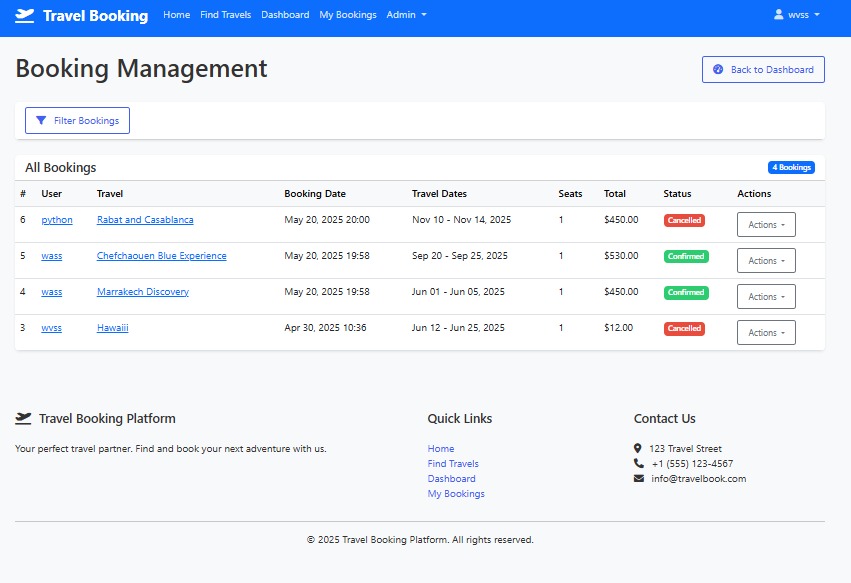 Travel Booking Home Find Travels Dashboard My Bookings Admin wvss
Booking Management Back to Dashboard
Filter Bookings
All Bookings 4 Bookings
# User Travel Booking Date Travel Dates Seats Total Status Actions
6 python Rabat and Casablanca May 20, 2025 20:00 Nov 10 - Nov 14, 2025 1 $450.00 Cancelled Actions
5 wass Chefchaouen Blue Experience May 20, 2025 19:58 Sep 20 - Sep 25, 2025 1 $530.00 Confirmed Actions
4 wass Marrakech Discovery May 20, 2025 19:58 Jun 01 - Jun 05, 2025 1 $450.00 Confirmed Actions
3 wvss Hawaiii Apr 30, 2025 10:36 Jun 12 - Jun 25, 2025 1 $12.00 Cancelled Actions
Travel Booking Platform
Your perfect travel partner. Find and book your next adventure with us.
Quick Links
Home
Find Travels
Dashboard
My Bookings
Contact Us
123 Travel Street
+1 (555) 123-4567
info@travelbook.com
© 2025 Travel Booking Platform. All rights reserved.